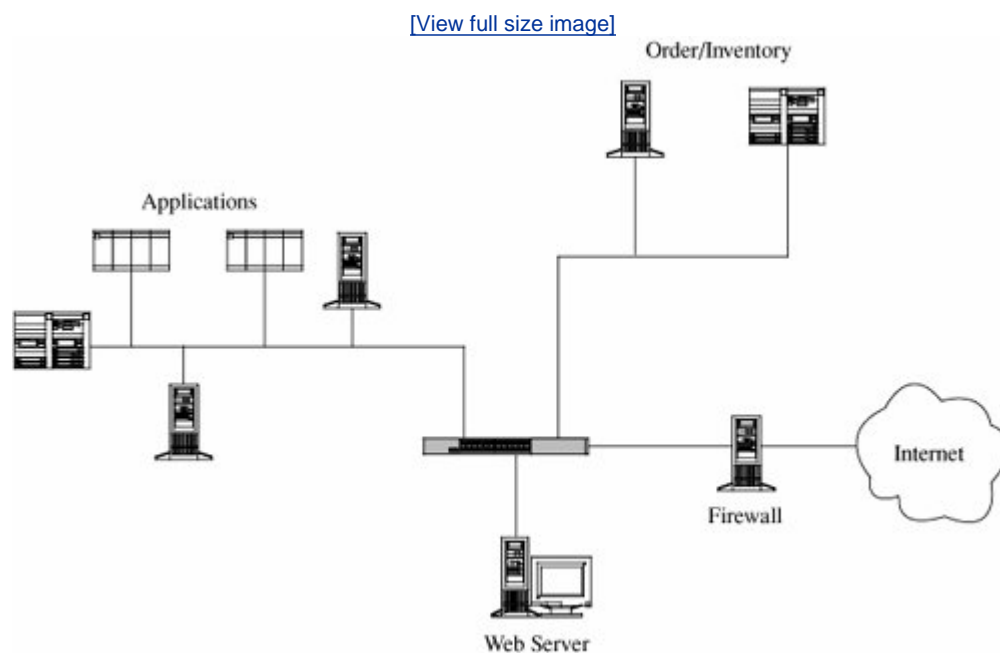 [View full size image]
Order/Inventory
Applications
Internet
Firewall
Web Server